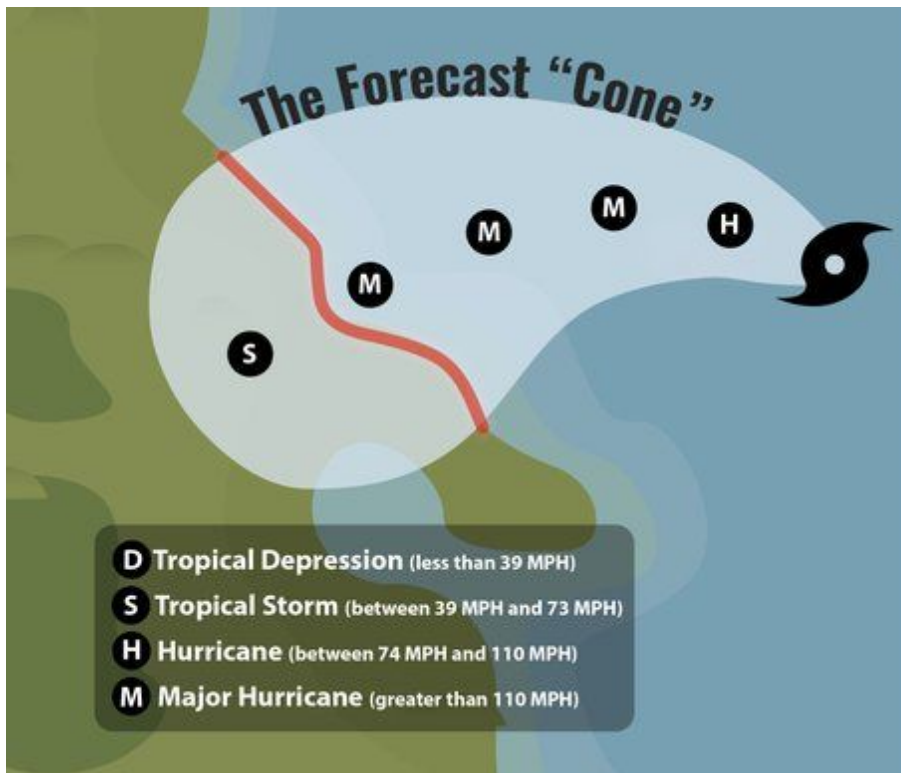 The Forecast “Cone”
H
M
M
M
S
D Tropical Depression (less than 39 MPH)
S Tropical Storm (between 39 MPH and 73 MPH)
H Hurricane (between 74 MPH and 110 MPH)
M Major Hurricane (greater than 110 MPH)